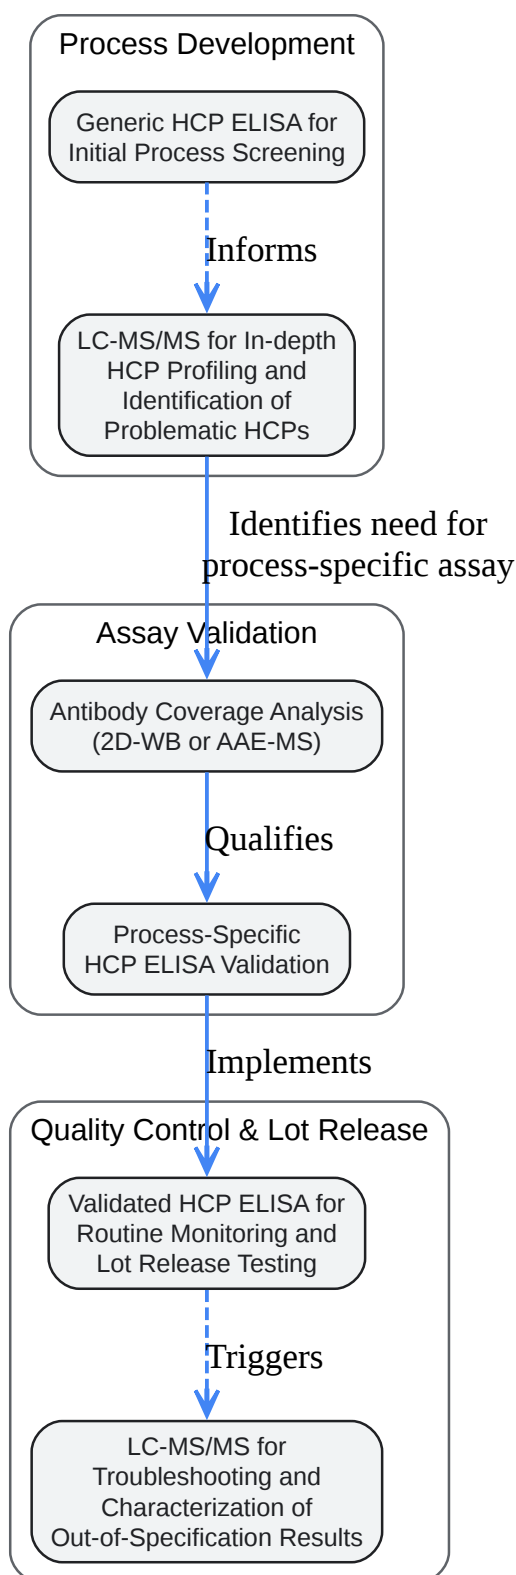 Process Development
Generic HCP ELISA for
Initial Process Screening
Informs
LC-MS/MS for In-depth
HCP Profiling and
Identification of
Problematic HCPs
Identifies need for
process-specific assay
Assay Validation
Antibody Coverage Analysis
(2D-WB or AAE-MS)
Qualifies
Process-Specific
HCP ELISA Validation
Implements
Quality Control & Lot Release
Validated HCP ELISA for
Routine Monitoring and
Lot Release Testing
Triggers
LC-MS/MS for
Troubleshooting and
Characterization of
Out-of-Specification Results